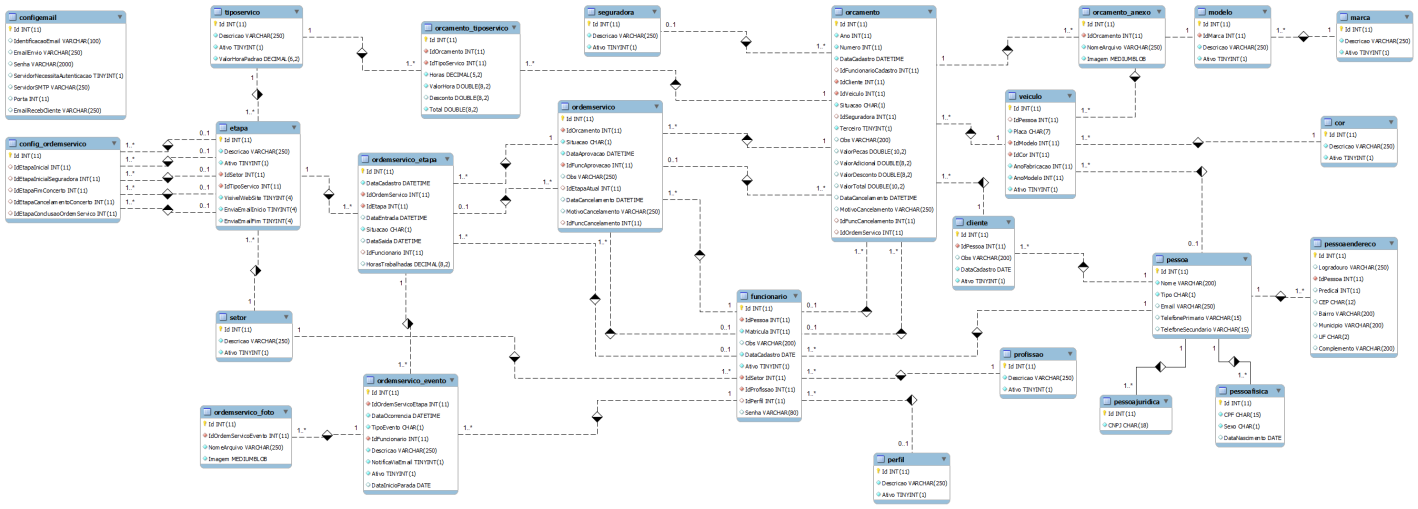 configemail
Id INT(11)
IdentificacaoEmail VARCHAR(100)
EmailEnvio VARCHAR(250)
Senha VARCHAR(2000)
ServidorNecessitaAutenticacao TINYINT(1)
ServidorSMTP VARCHAR(250)
Porta INT(11)
EmailRecebCliente VARCHAR(250)
tiposervico
Id INT(11)
Descricao VARCHAR(250)
Ativo TINYINT(1)
ValorHoraPadrao DECIMAL(6,2)
orcamento_tiposervico
Id INT(11)
IdOrcamento INT(11)
IdTipoServico INT(11)
Horas DECIMAL(5,2)
ValorHora DOUBLE(8,2)
Desconto DOUBLE(8,2)
Total DOUBLE(8,2)
seguradora
Id INT(11)
Descricao VARCHAR(250)
Ativo TINYINT(1)
orcamento
Id INT(11)
Ano INT(11)
Numero INT(11)
DataCadastro DATETIME
IdFuncionarioCadastro INT(11)
IdCliente INT(11)
IdVeiculo INT(11)
Situacao CHAR(1)
IdSeguradora INT(11)
Terceiro TINYINT(1)
Obs VARCHAR(200)
ValorPecas DOUBLE(10,2)
ValorAdicional DOUBLE(8,2)
ValorDesconto DOUBLE(8,2)
ValorTotal DOUBLE(10,2)
DataCancelamento DATETIME
MotivoCancelamento VARCHAR(250)
IdFuncCancelamento INT(11)
IdOrdemServico INT(11)
orcamento_anexo
Id INT(11)
IdOrcamento INT(11)
NomeArquivo VARCHAR(250)
Imagem MEDIUMBLOB
modelo
Id INT(11)
IdMarca INT(11)
Descricao VARCHAR(250)
Ativo TINYINT(1)
marca
Id INT(11)
Descricao VARCHAR(250)
Ativo TINYINT(1)
veiculo
Id INT(11)
IdPessoa INT(11)
Placa CHAR(7)
IdModelo INT(11)
IdCor INT(11)
AnoFabricacao INT(11)
AnoModelo INT(11)
Ativo TINYINT(1)
cor
Id INT(11)
Descricao VARCHAR(250)
Ativo TINYINT(1)
config_ordemservico
Id INT(11)
IdEtapaInicial INT(11)
IdEtapaInicialSeguradora INT(11)
IdEtapaFimConcerto INT(11)
IdEtapaCancelamentoConcerto INT(11)
IdEtapaConclusaoOrdemServico INT(11)
etapa
Id INT(11)
Descricao VARCHAR(250)
Ativo TINYINT(1)
IdSetor INT(11)
IdTipoServico INT(11)
VisivelWebSite TINYINT(4)
EnviaEmailInicio TINYINT(4)
EnviaEmailFim TINYINT(4)
ordemservico_etapa
Id INT(11)
DataCadastro DATETIME
IdOrdemServico INT(11)
IdEtapa INT(11)
DataEntrada DATETIME
Situacao CHAR(1)
DataSaida DATETIME
IdFuncionario INT(11)
HorasTrabalhadas DECIMAL(8,2)
ordemservico
Id INT(11)
IdOrcamento INT(11)
Situacao CHAR(1)
DataAprovacao DATETIME
IdFuncAprovacao INT(11)
Obs VARCHAR(250)
IdEtapaAtual INT(11)
DataCancelamento DATETIME
MotivoCancelamento VARCHAR(250)
IdFuncCancelamento INT(11)
cliente
Id INT(11)
IdPessoa INT(11)
Obs VARCHAR(200)
DataCadastro DATE
Ativo TINYINT(1)
pessoa
Id INT(11)
Nome VARCHAR(200)
Tipo CHAR(1)
Email VARCHAR(250)
TelefonePrimario VARCHAR(15)
TelefoneSecundario VARCHAR(15)
pessoaendereco
Id INT(11)
Logradouro VARCHAR(250)
IdPessoa INT(11)
Predical INT(11)
CEP CHAR(12)
Bairro VARCHAR(200)
Municipio VARCHAR(200)
UF CHAR(2)
Complemento VARCHAR(200)
setor
Id INT(11)
Descricao VARCHAR(250)
Ativo TINYINT(1)
funcionario
Id INT(11)
IdPessoa INT(11)
Matricula INT(11)
Obs VARCHAR(200)
DataCadastro DATE
Ativo TINYINT(1)
IdSetor INT(11)
IdProfissao INT(11)
IdPerfil INT(11)
Senha VARCHAR(80)
profissao
Id INT(11)
Descricao VARCHAR(250)
Ativo TINYINT(1)
pessoajuridica
Id INT(11)
CNPJ CHAR(18)
pessoafisica
Id INT(11)
CPF CHAR(15)
Sexo CHAR(1)
DataNascimento DATE
ordemservico_foto
Id INT(11)
IdOrdemServicoEvento INT(11)
NomeArquivo VARCHAR(250)
Imagem MEDIUMBLOB
ordemservico_evento
Id INT(11)
IdOrdemServicoEtapa INT(11)
DataOcorrencia DATETIME
TipoEvento CHAR(1)
IdFuncionario INT(11)
Descricao VARCHAR(250)
NotificaViaEmail TINYINT(1)
Ativo TINYINT(1)
DataInicioParada DATE
perfil
Id INT(11)
Descricao VARCHAR(250)
Ativo TINYINT(1)